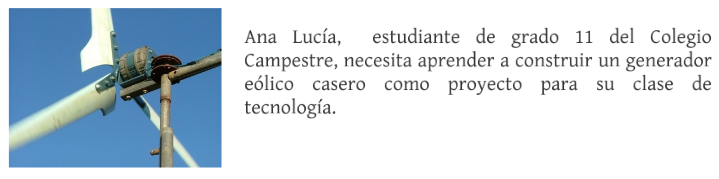 Ana Lucía, estudiante de grado 11 del Colegio
Campestre, necesita aprender a construir un generador
eólico casero como proyecto para su clase de
tecnología.